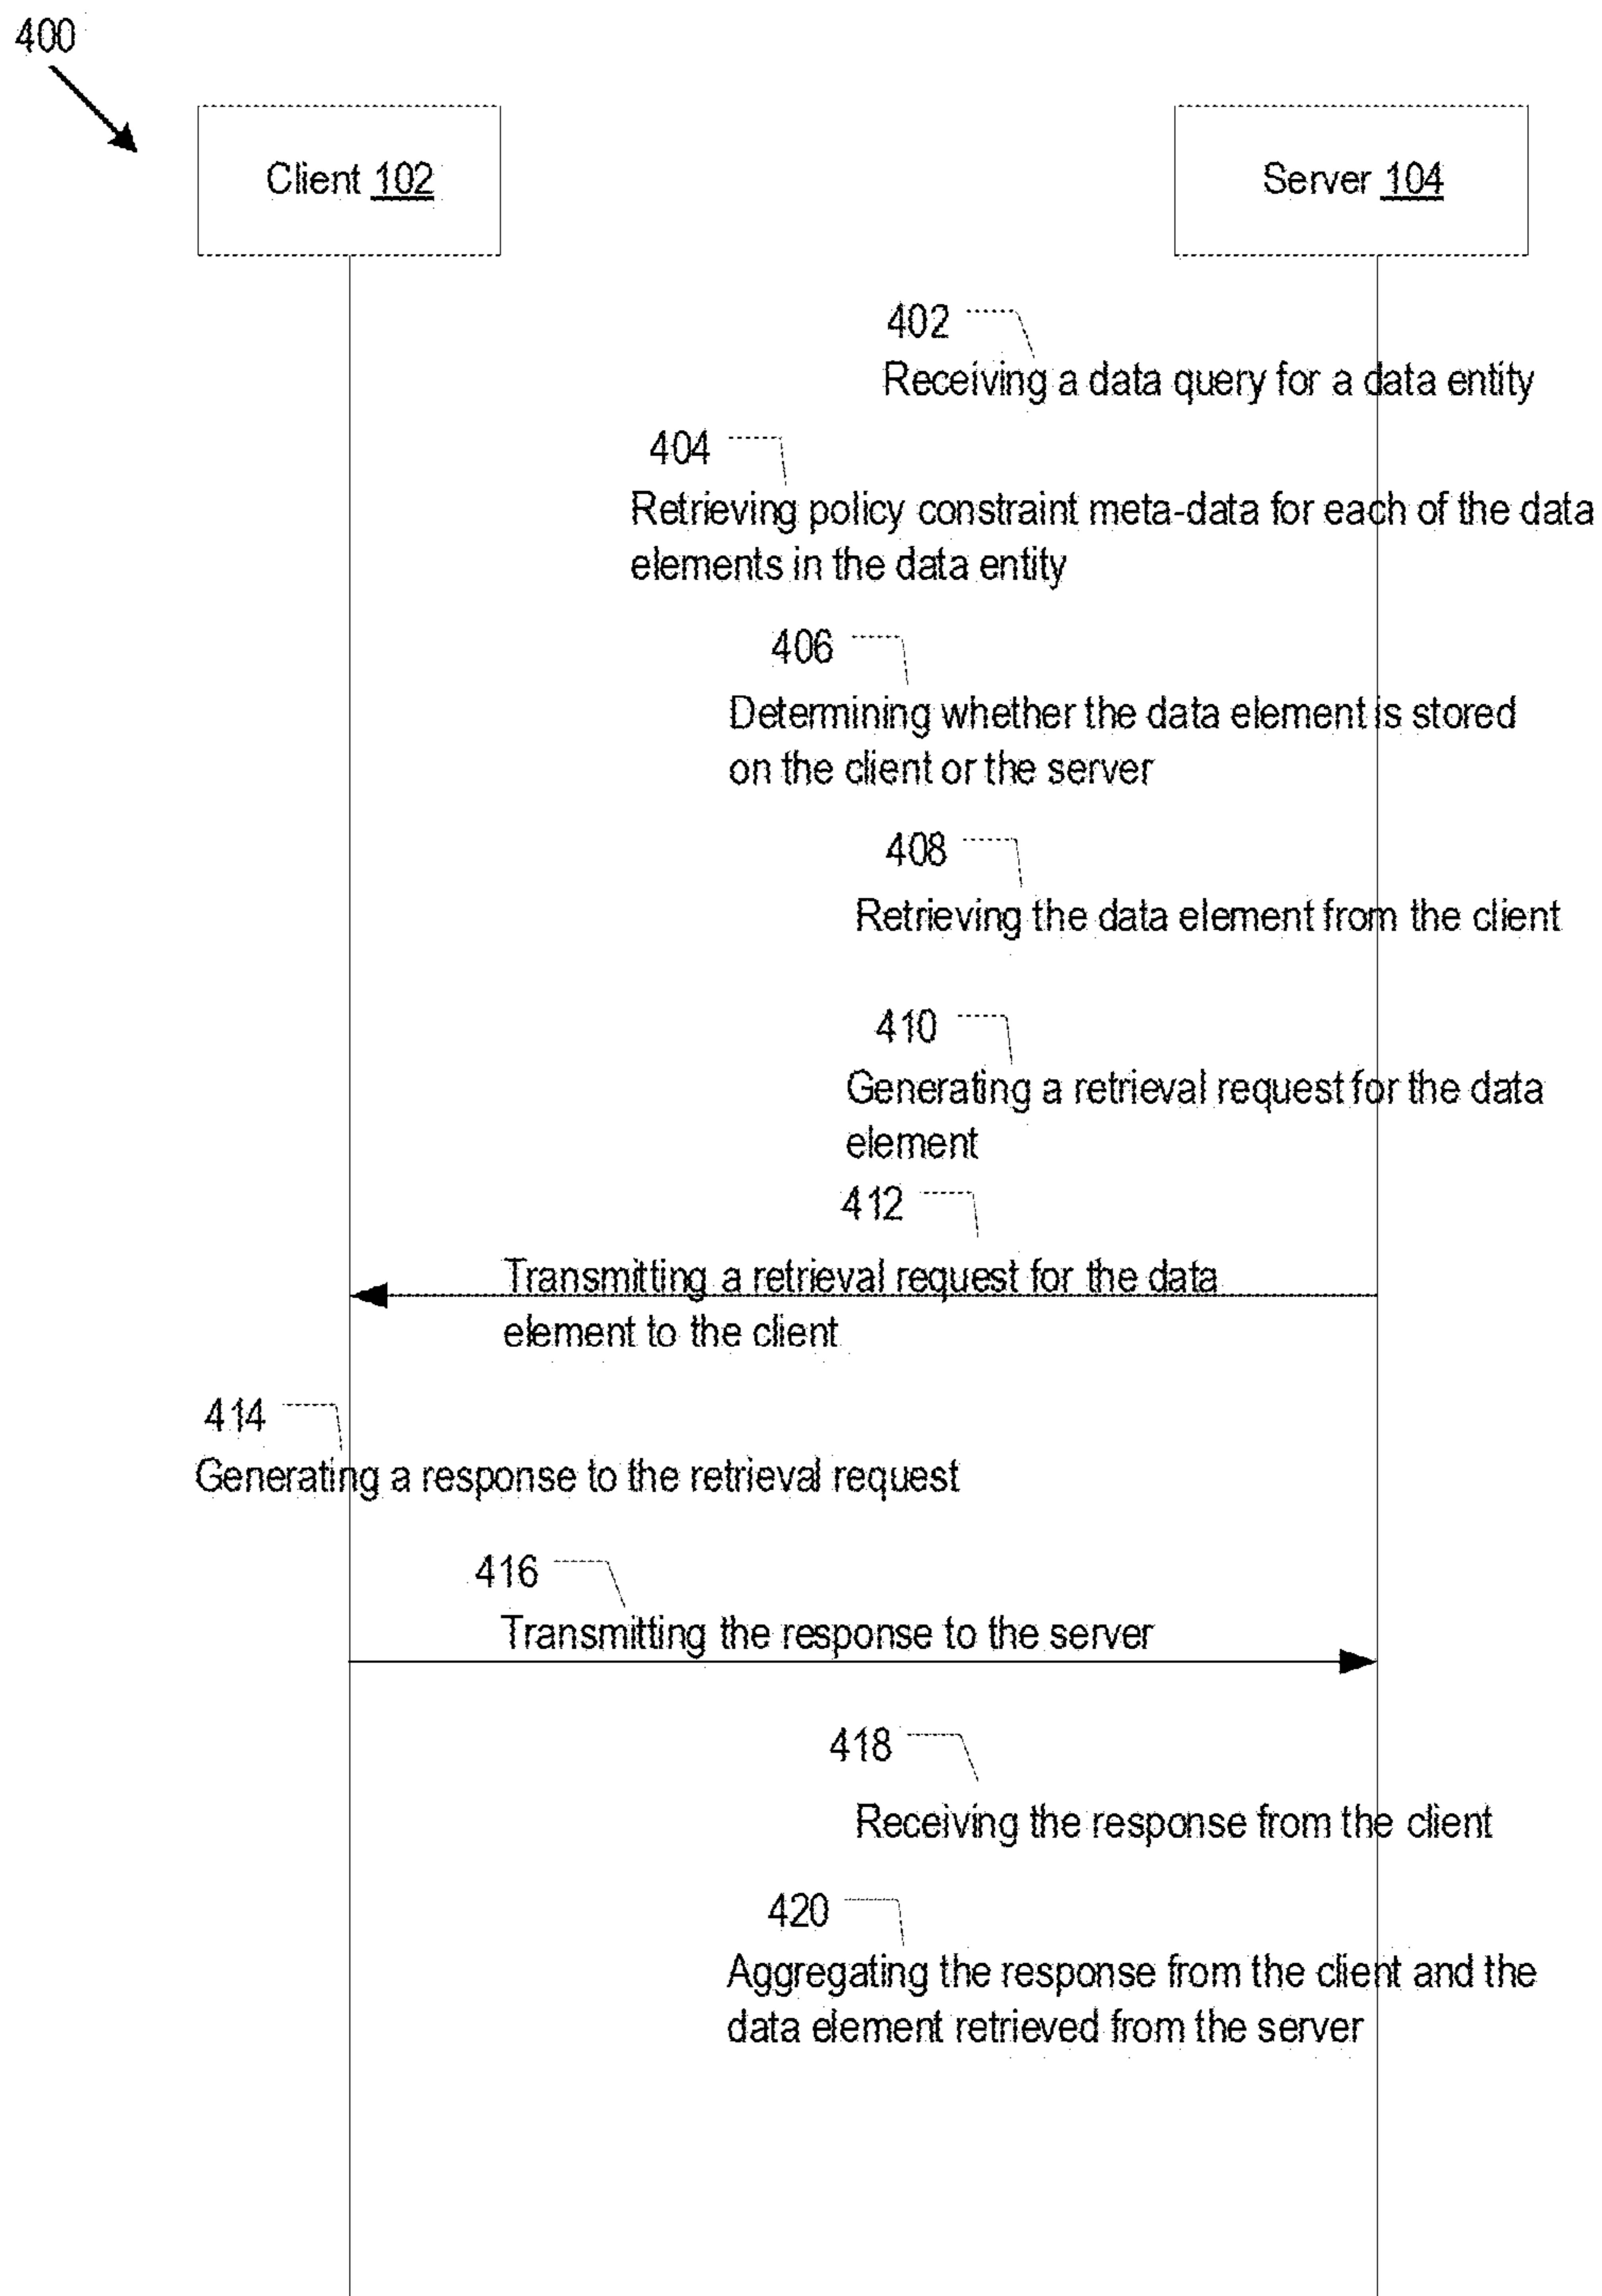 400
Client 102
Server 104
402
Receiving a data query for a data entity
404
Retrieving policy constraint meta-data for each of the data
elements in the data entity
406
Determining whether the data element is stored
on the client or the server
408
Retrieving the data element from the client
410
Generating a retrieval request for the data
element
412
Transmitting a retrieval request for the data
element to the client
414
Generating a response to the retrieval request
416
Transmitting the response to the server
418
Receiving the response from the client
420
Aggregating the response from the client and the
data element retrieved from the server